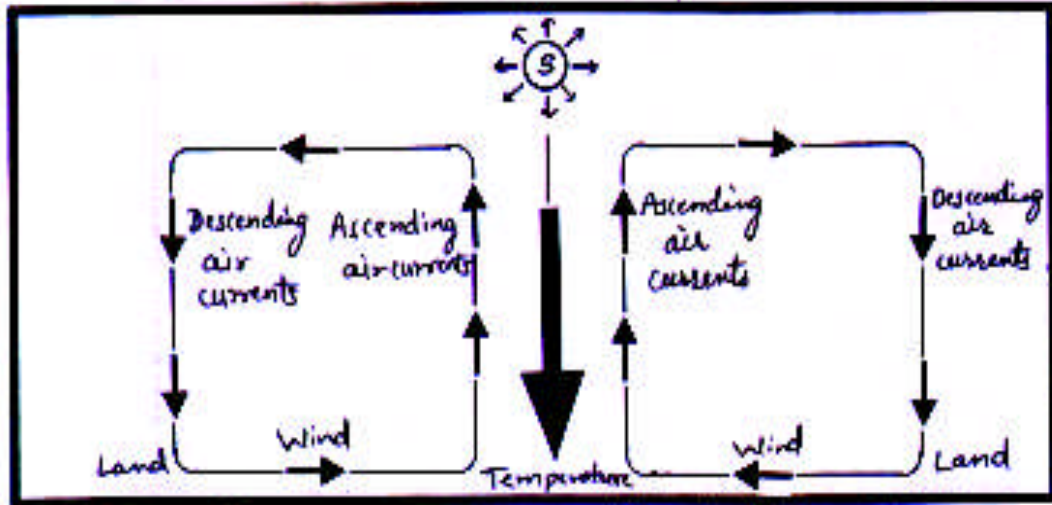 S
Descending
air
currents
Ascending
air currents
Ascending
air
currents
Descending
air
currents
Land
Wind
Temperature
Wind
Land